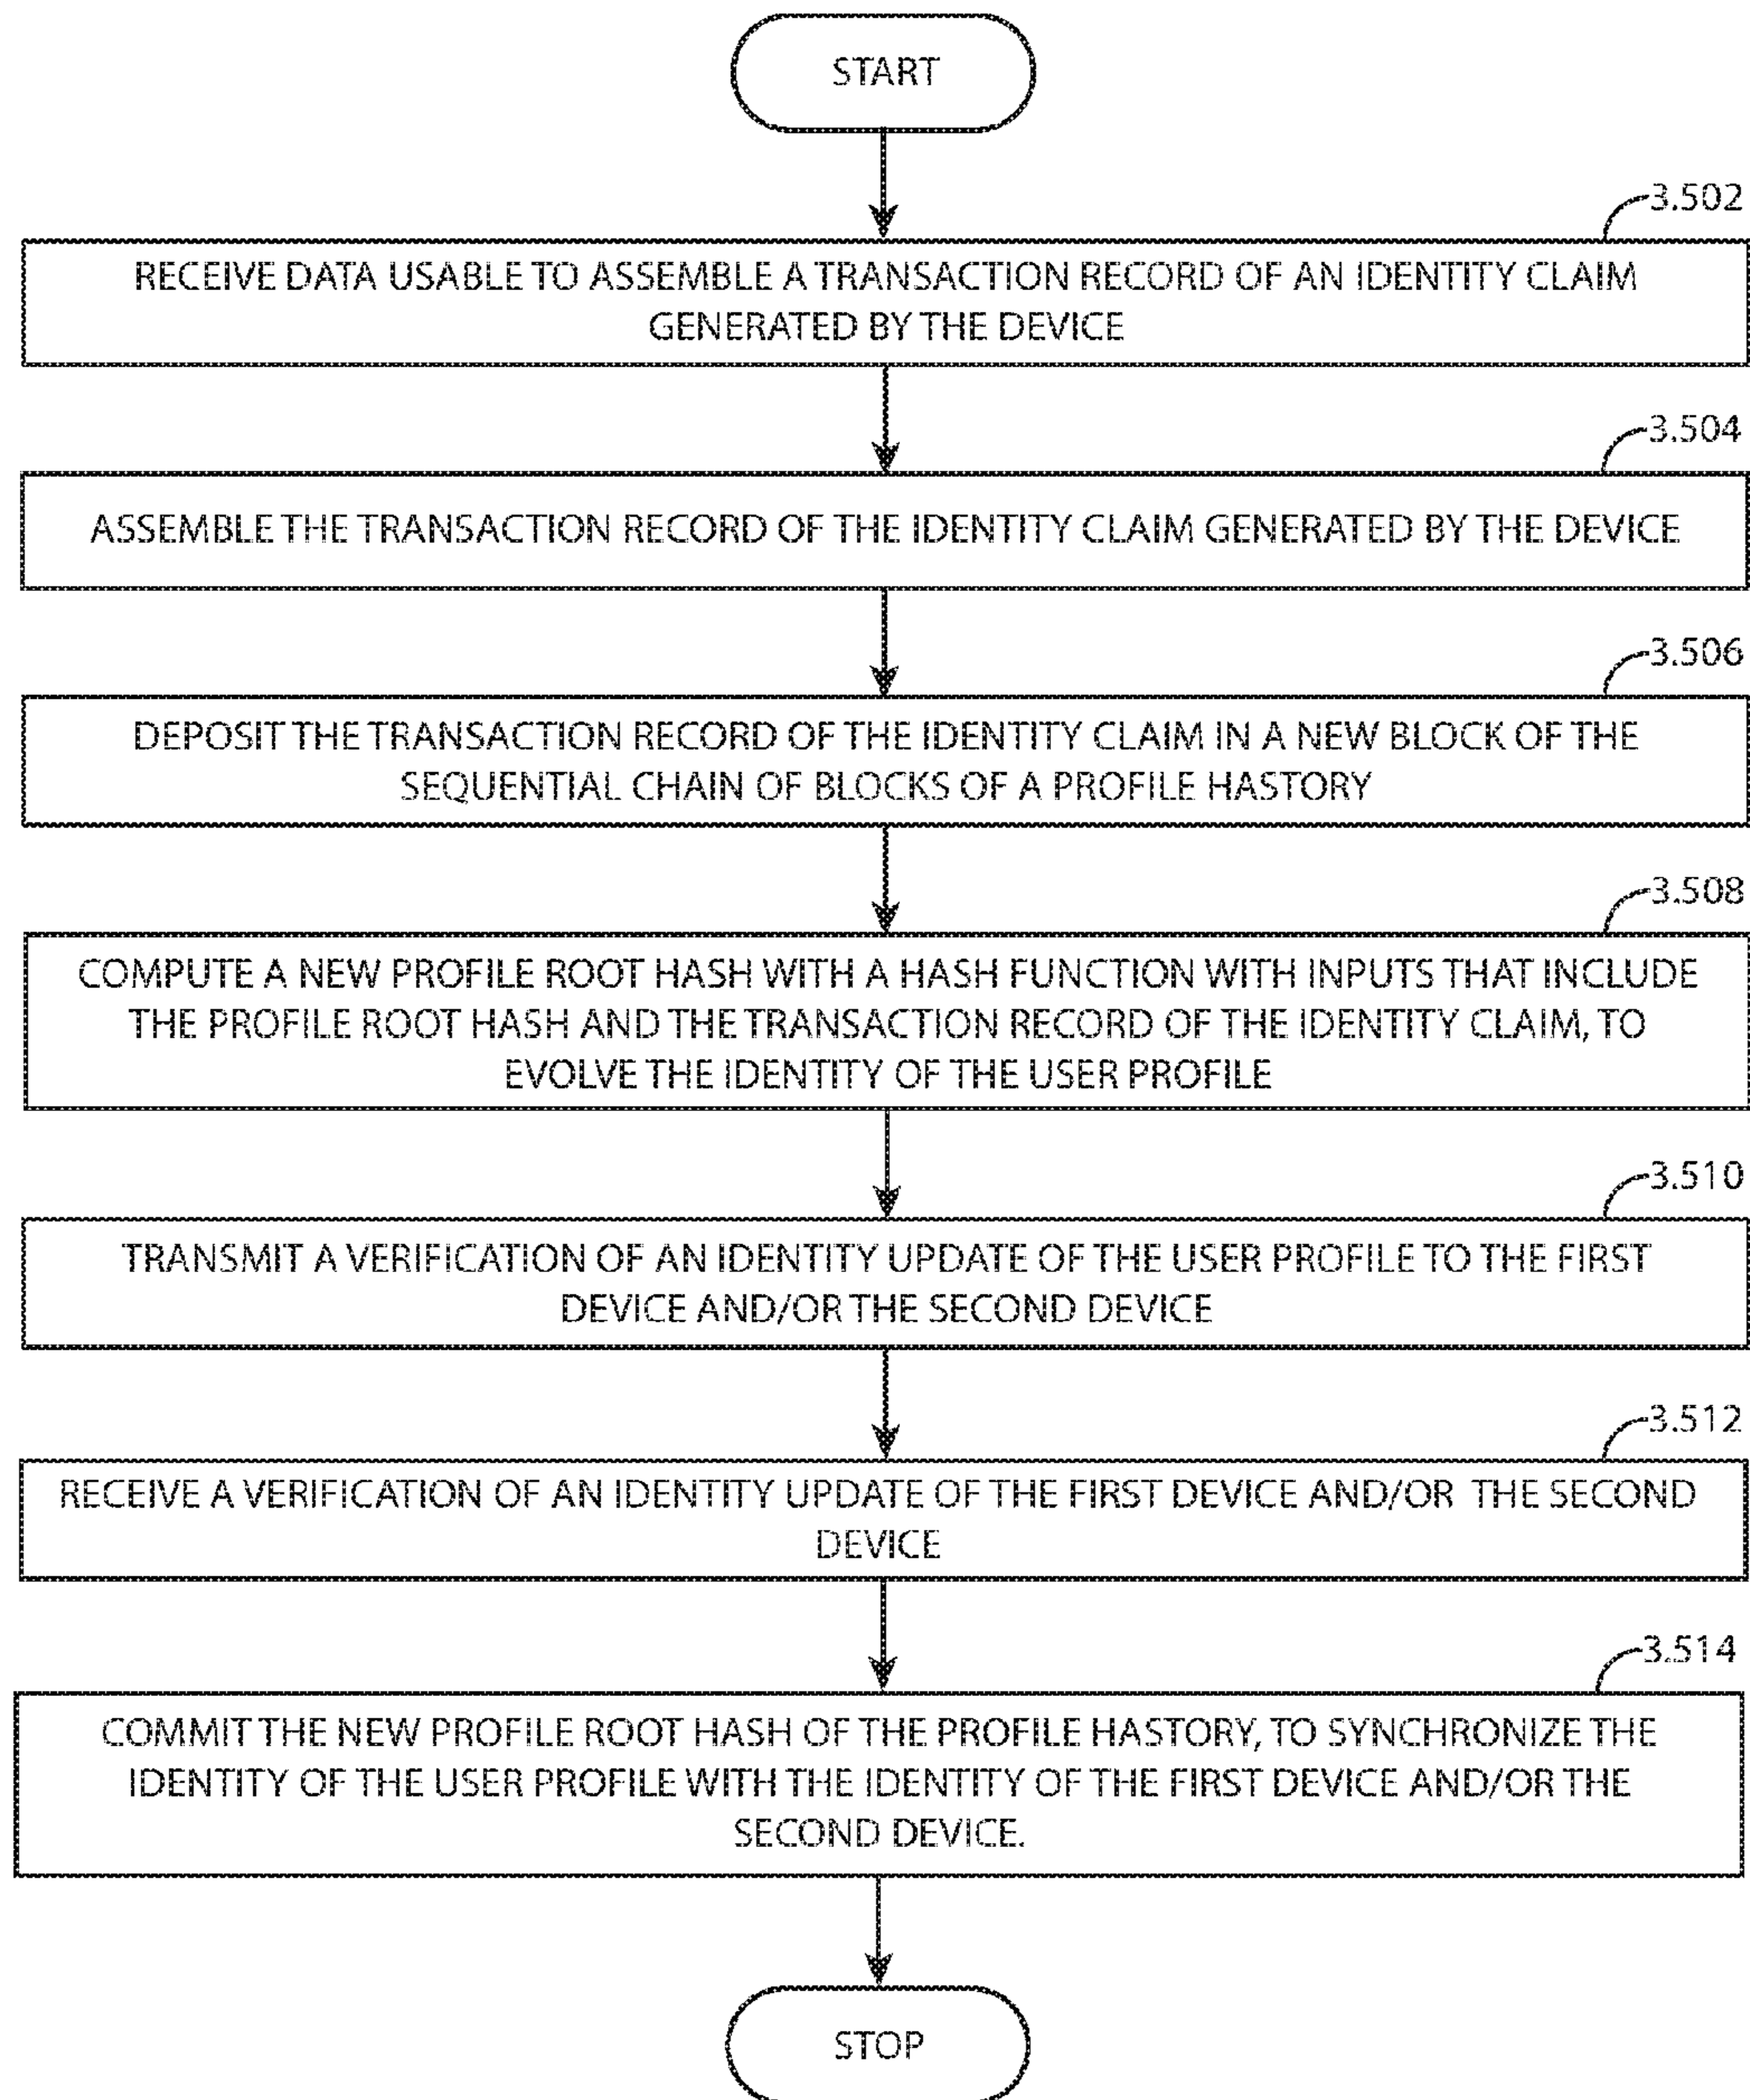 START
3.502
RECEIVE DATA USABLE TO ASSEMBLE A TRANSACTION RECORD OF AN IDENTITY CLAIM
GENERATED BY THE DEVICE
3.504
ASSEMBLE THE TRANSACTION RECORD OF THE IDENTITY CLAIM GENERATED BY THE DEVICE
3.506
DEPOSIT THE TRANSACTION RECORD OF THE IDENTITY CLAIM IN A NEW BLOCK OF THE
SEQUENTIAL CHAIN OF BLOCKS OF A PROFILE HASTORY
3.508
COMPUTE A NEW PROFILE ROOT HASH WITH A HASH FUNCTION WITH INPUTS THAT INCLUDE
THE PROFILE ROOT HASH AND THE TRANSACTION RECORD OF THE IDENTITY CLAIM, TO
EVOLVE THE IDENTITY OF THE USER PROFILE
3.510
TRANSMIT A VERIFICATION OF AN IDENTITY UPDATE OF THE USER PROFILE TO THE FIRST
DEVICE AND/OR THE SECOND DEVICE
3.512
RECEIVE A VERIFICATION OF AN IDENTITY UPDATE OF THE FIRST DEVICE AND/OR THE SECOND
DEVICE
3.514
COMMIT THE NEW PROFILE ROOT HASH OF THE PROFILE HASTORY, TO SYNCHRONIZE THE
IDENTITY OF THE USER PROFILE WITH THE IDENTITY OF THE FIRST DEVICE AND/OR THE
SECOND DEVICE.
STOP